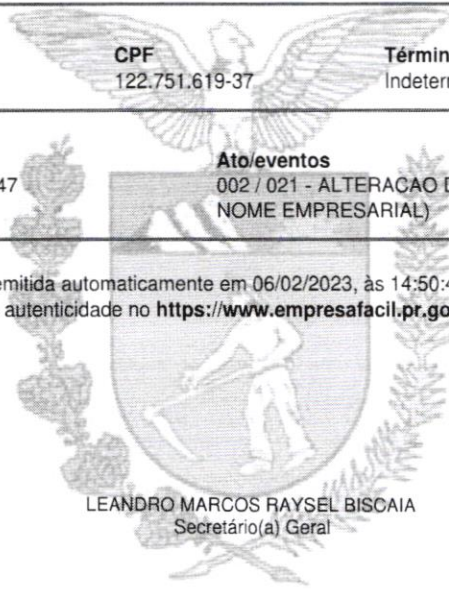 CPF Términ
122.751.619-37 Indeterr
Ato/eventos
47 002 / 021 - ALTERACAO D
NOME EMPRESARIAL)
emitida automaticamente em 06/02/2023, às 14:50:4
autenticidade no https://www.empresafacil.pr.go
LEANDRO MARCOS RAYSEL BISCAIA
Secretário(a) Geral